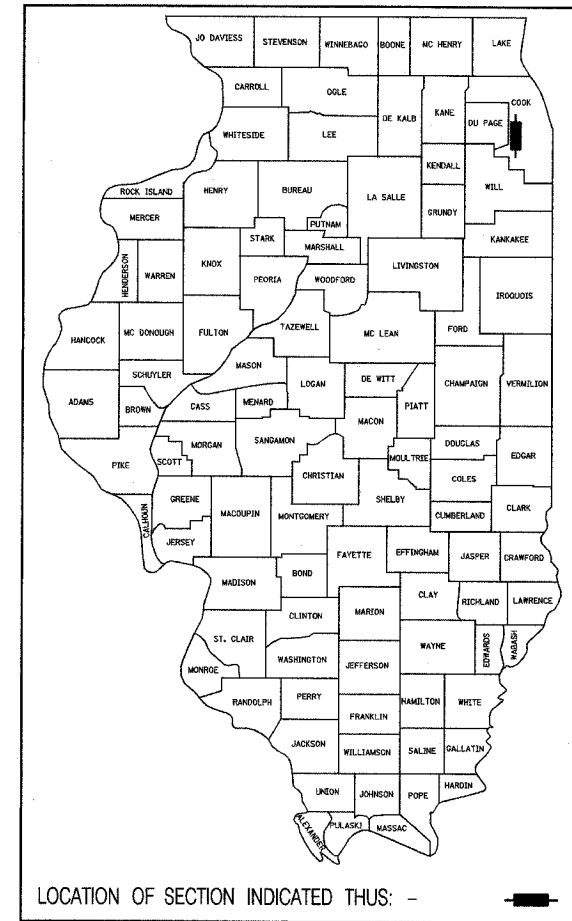 JO DAVIESS
STEVENSON
WINNEBAGO
BOONE
MC HENRY
LAKE
CARROLL
OGLE
DE KALB
KANE
COOK
DU PAGE
WHITESIDE
LEE
KENDALL
WILL
ROCK ISLAND
HENRY
BUREAU
LA SALLE
GRUNDY
MERCER
PUTNAM
KANKAKEE
STARK
MARSHALL
HENDERSON
WARREN
KNOX
PEORIA
WOODFORD
LIVINGSTON
IROQUOIS
HANCOCK
MC DONOUGH
FULTON
TAZEWELL
MC LEAN
FORD
SCHUYLER
MASON
LOGAN
DE WITT
CHAMPAIGN
VERMILION
ADAMS
BROWN
CASS
MENARD
MACON
PIATT
PIKE
SCOTT
MORGAN
SANGAMON
CHRISTIAN
MOULTRIE
DOUGLAS
EDGAR
COLES
GREENE
MACOUPIN
MONTGOMERY
SHELBY
CUMBERLAND
CLARK
CALHOUN
JERSEY
FAYETTE
EFFINGHAM
JASPER
CRAWFORD
MADISON
BOND
CLINTON
MARION
CLAY
RICHLAND
LAWRENCE
ST. CLAIR
WASHINGTON
JEFFERSON
WAYNE
EDWARDS
WABASH
MONROE
RANDOLPH
PERRY
FRANKLIN
HAMILTON
WHITE
JACKSON
WILLIAMSON
SALINE
GALLATIN
UNION
JOHNSON
POPE
HARDIN
ALEXANDER
PULASKI
MASSAC
LOCATION OF SECTION INDICATED THUS: -